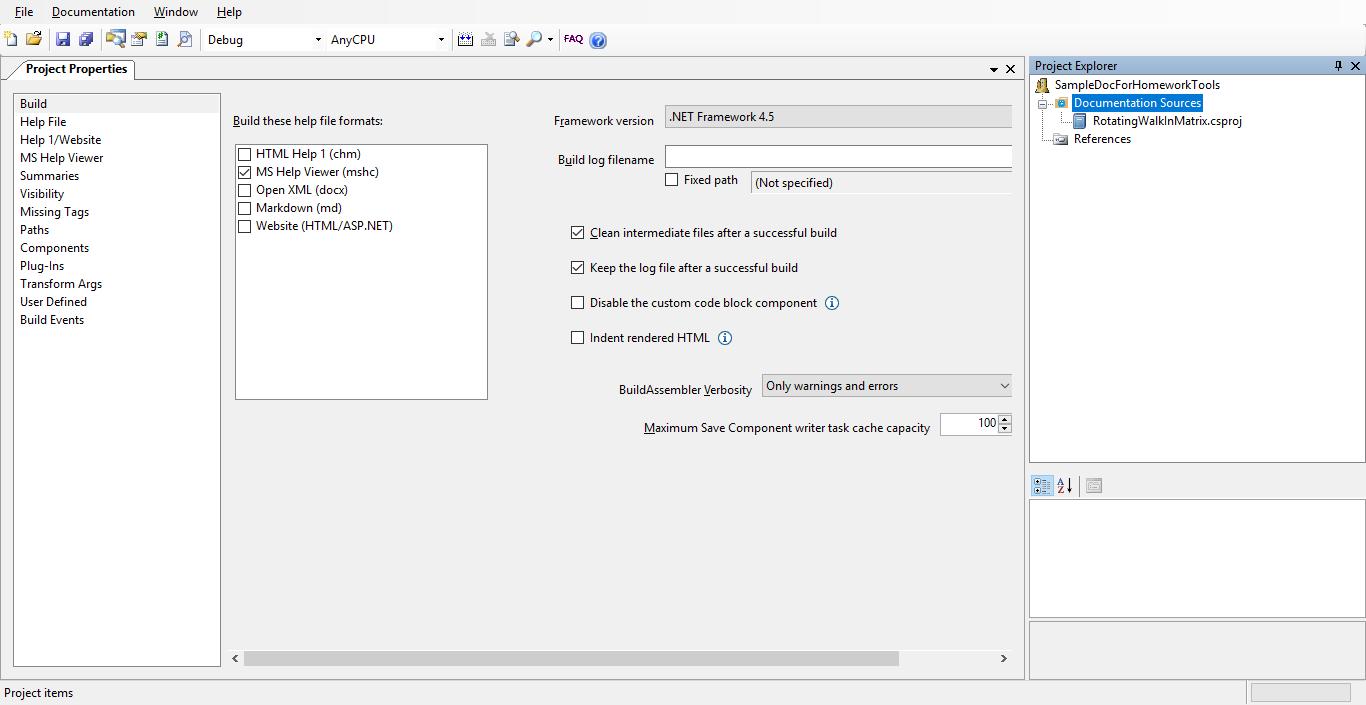 File Documentation Window Help
Debug AnyCPU FAQ ?
Project Properties
Build
Help File
Help 1/Website
MS Help Viewer
Summaries
Visibility
Missing Tags
Paths
Components
Plug-Ins
Transform Args
User Defined
Build Events
Build these help file formats:
HTML Help 1 (chm)
MS Help Viewer (mshc)
Open XML (docx)
Markdown (md)
Website (HTML/ASP.NET)
Framework version .NET Framework 4.5
Build log filename
Fixed path (Not specified)
Clean intermediate files after a successful build
Keep the log file after a successful build
Disable the custom code block component
Indent rendered HTML
BuildAssembler Verbosity Only warnings and errors
Maximum Save Component writer task cache capacity 100
Project Explorer
SampleDocForHomeworkTools
Documentation Sources
RotatingWalkInMatrix.csproj
References
Project items